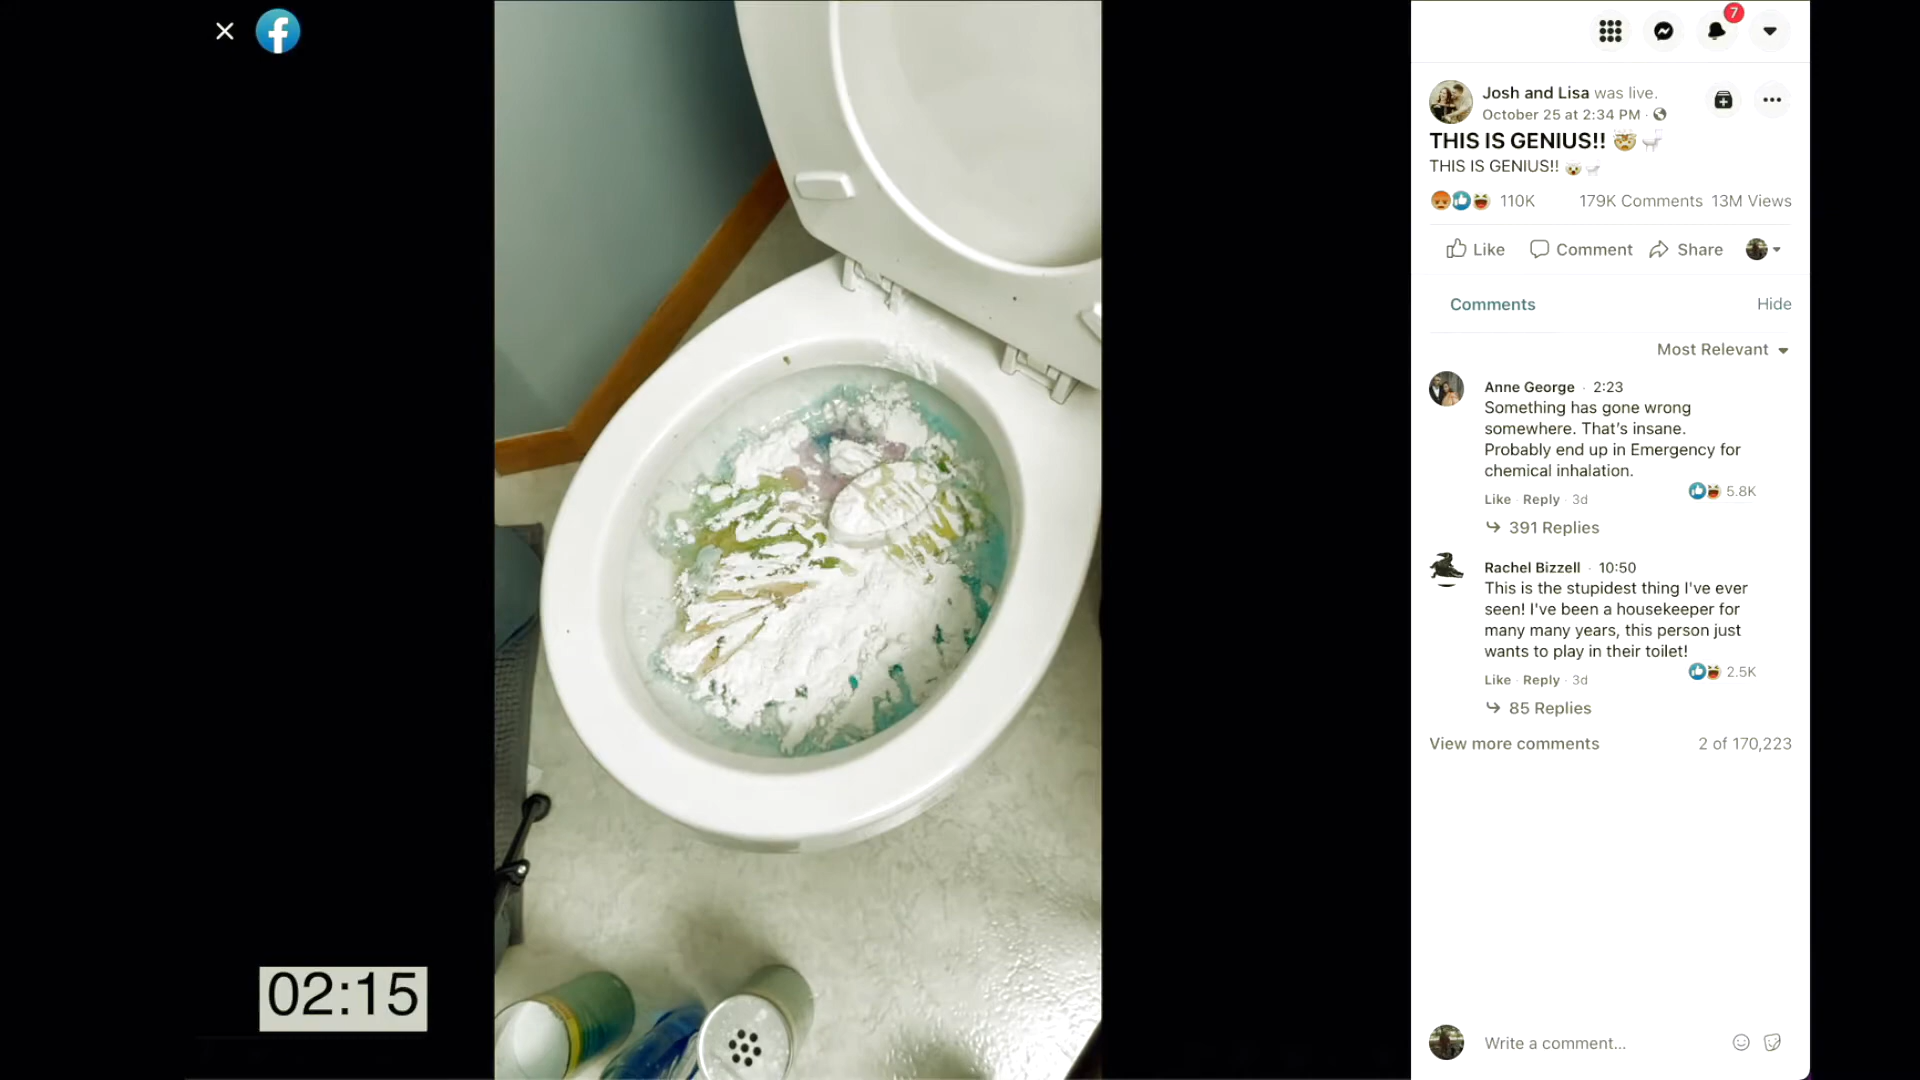 7
Josh and Lisa was live.
October 25 at 2:34 PM ·
THIS IS GENIUS!! 🤯🚽
THIS IS GENIUS!! 🤯🚽
110K 179K Comments 13M Views
Like Comment Share
Comments Hide
Most Relevant
Anne George · 2:23
Something has gone wrong
somewhere. That's insane.
Probably end up in Emergency for
chemical inhalation.
5.8K
Like · Reply · 3d
391 Replies
Rachel Bizzell · 10:50
This is the stupidest thing I've ever
seen! I've been a housekeeper for
many many years, this person just
wants to play in their toilet!
2.5K
Like · Reply · 3d
85 Replies
View more comments 2 of 170,223
02:15
Write a comment...